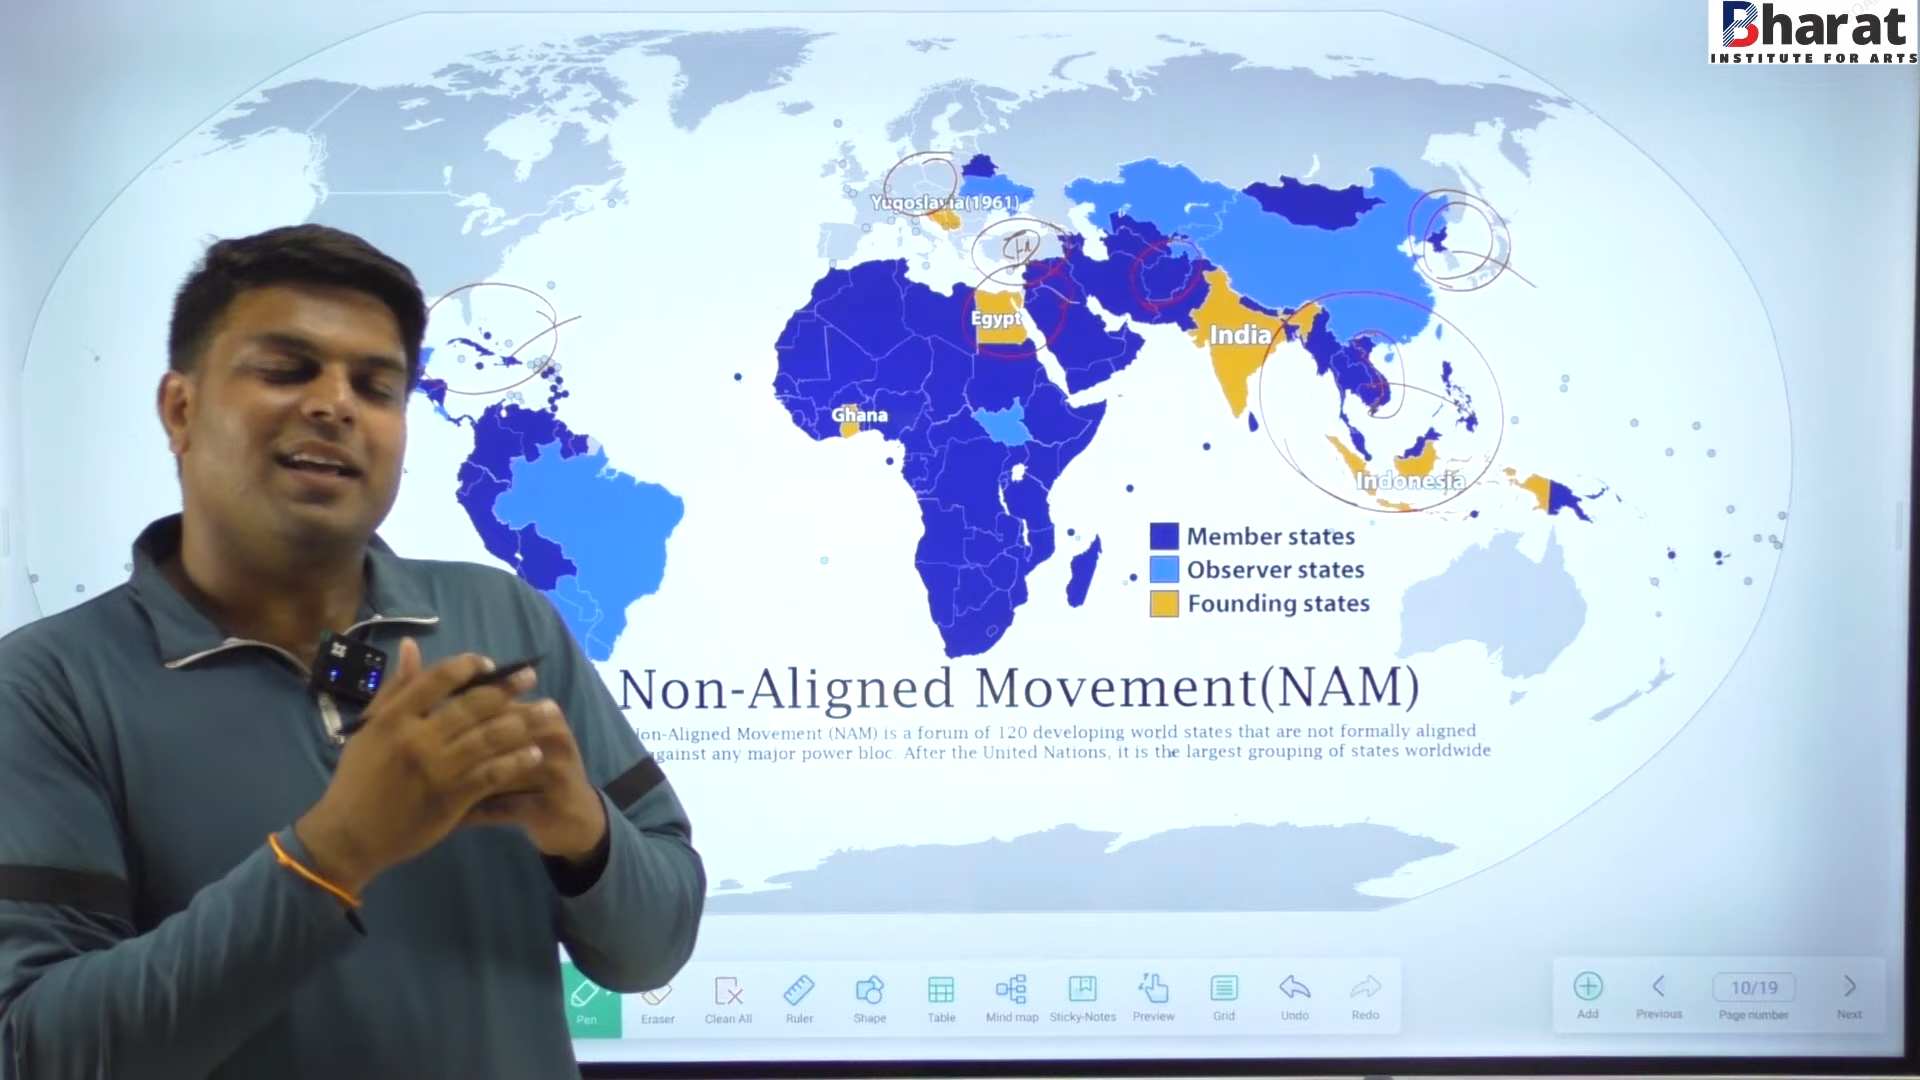 Bharat
INSTITUTE FOR ARTS
Yugoslavia(1961)
Egypt
India
Ghana
Indonesia
Member states
Observer states
Founding states
Non-Aligned Movement(NAM)
on-Aligned Movement (NAM) is a forum of 120 developing world states that are not formally aligned
against any major power bloc. After the United Nations, it is the largest grouping of states worldwide
Pen
Eraser
Clean All
Ruler
Shape
Table
Mind map
Sticky-Notes
Preview
Grid
Undo
Redo
Add
Previous
10/19
Page number
Next